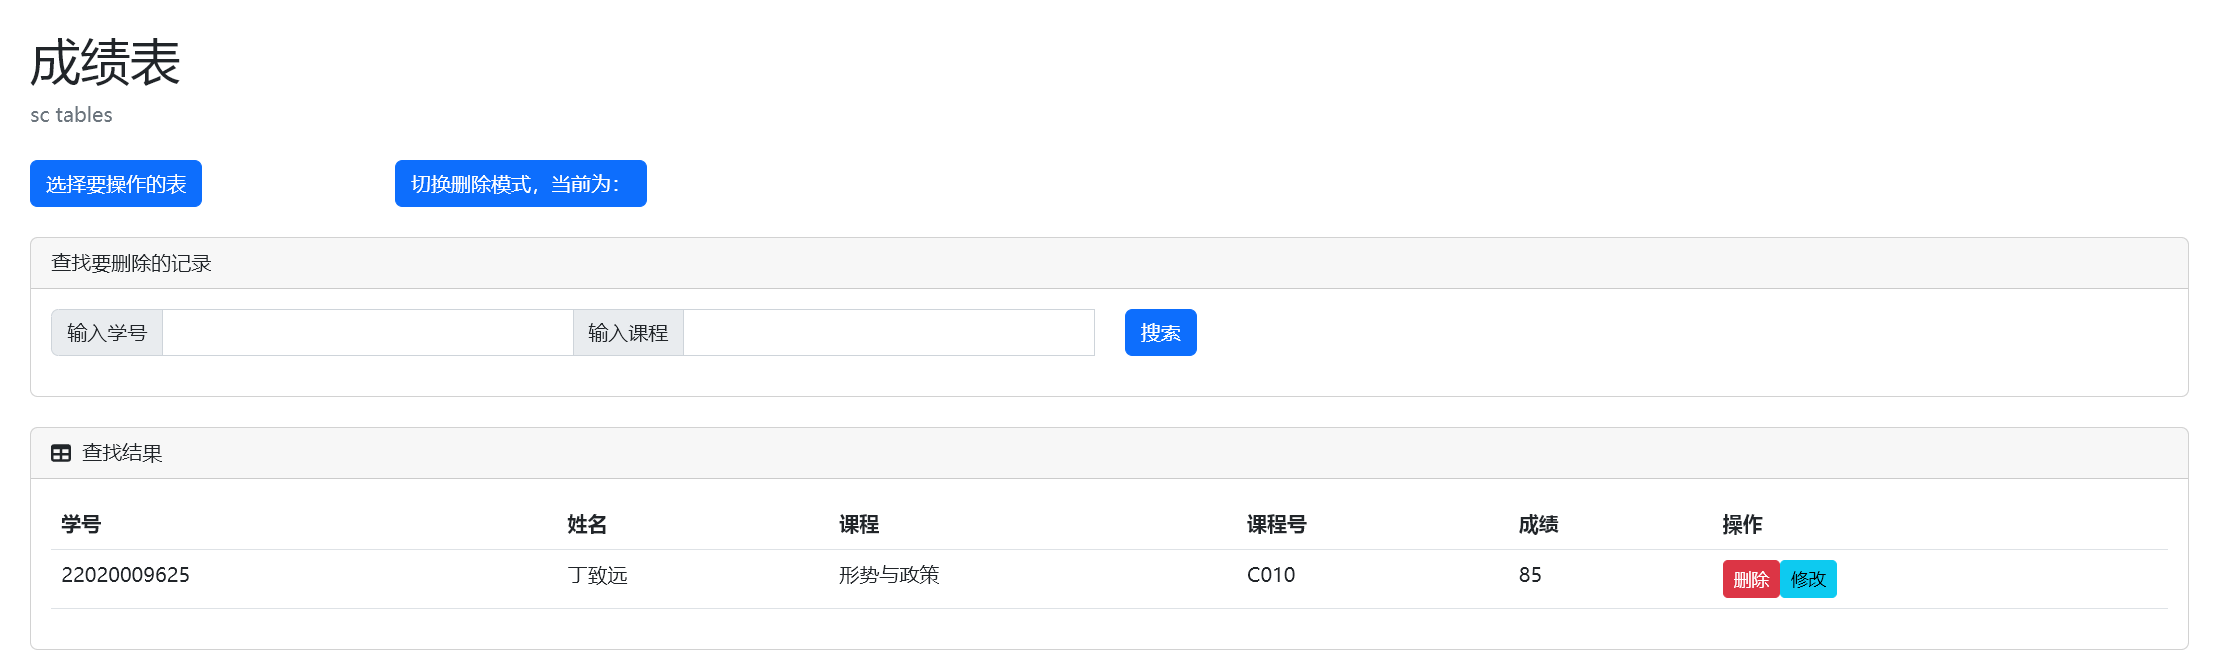 成绩表
sc tables
选择要操作的表 切换删除模式，当前为：
查找要删除的记录
输入学号 输入课程 搜索
查找结果
学号 姓名 课程 课程号 成绩 操作
22020009625 丁致远 形势与政策 C010 85 删除 修改